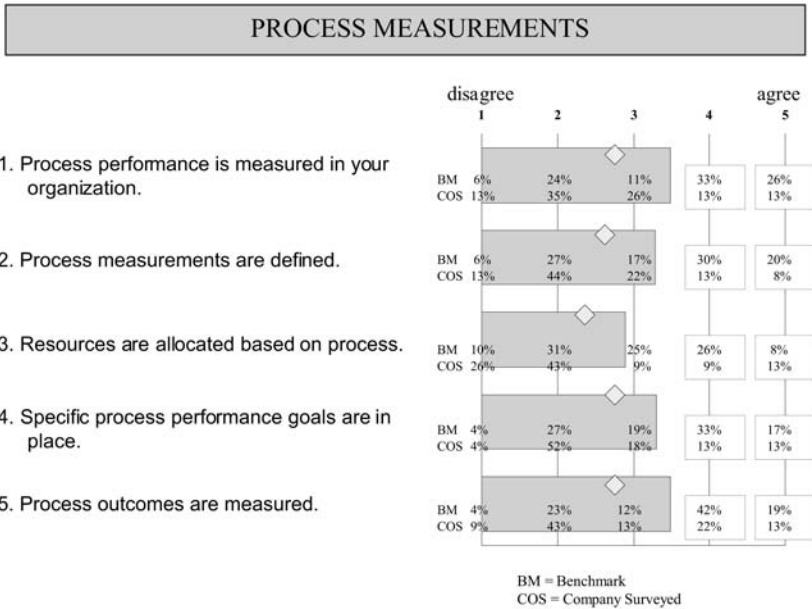 PROCESS MEASUREMENTS
disagree agree
1 2 3 4 5
1. Process performance is measured in your
organization.
BM 6% 24% 11% 33% 26%
COS 13% 35% 26% 13% 13%
2. Process measurements are defined.
BM 6% 27% 17% 30% 20%
COS 13% 44% 22% 13% 8%
3. Resources are allocated based on process.
BM 10% 31% 25% 26% 8%
COS 26% 43% 9% 9% 13%
4. Specific process performance goals are in
place.
BM 4% 27% 19% 33% 17%
COS 4% 52% 18% 13% 13%
5. Process outcomes are measured.
BM 4% 23% 12% 42% 19%
COS 9% 43% 13% 22% 13%
BM = Benchmark
COS = Company Surveyed